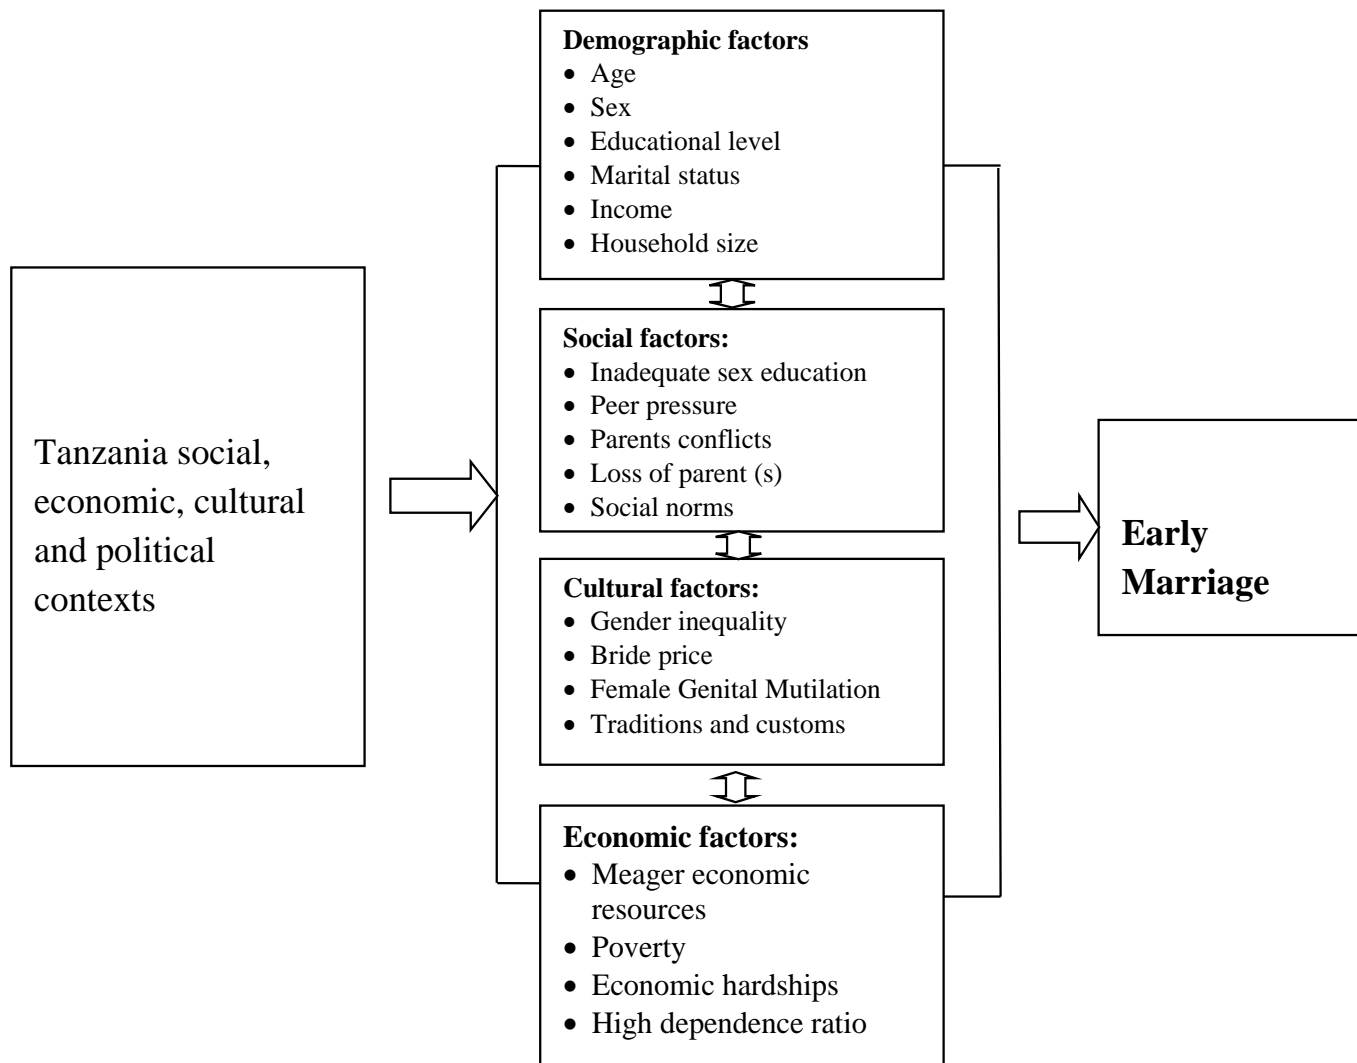 Tanzania social,
economic, cultural
and political
contexts
Demographic factors
• Age
• Sex
• Educational level
• Marital status
• Income
• Household size
Social factors:
• Inadequate sex education
• Peer pressure
• Parents conflicts
• Loss of parent (s)
• Social norms
Cultural factors:
• Gender inequality
• Bride price
• Female Genital Mutilation
• Traditions and customs
Economic factors:
• Meager economic
resources
• Poverty
• Economic hardships
• High dependence ratio
Early
Marriage